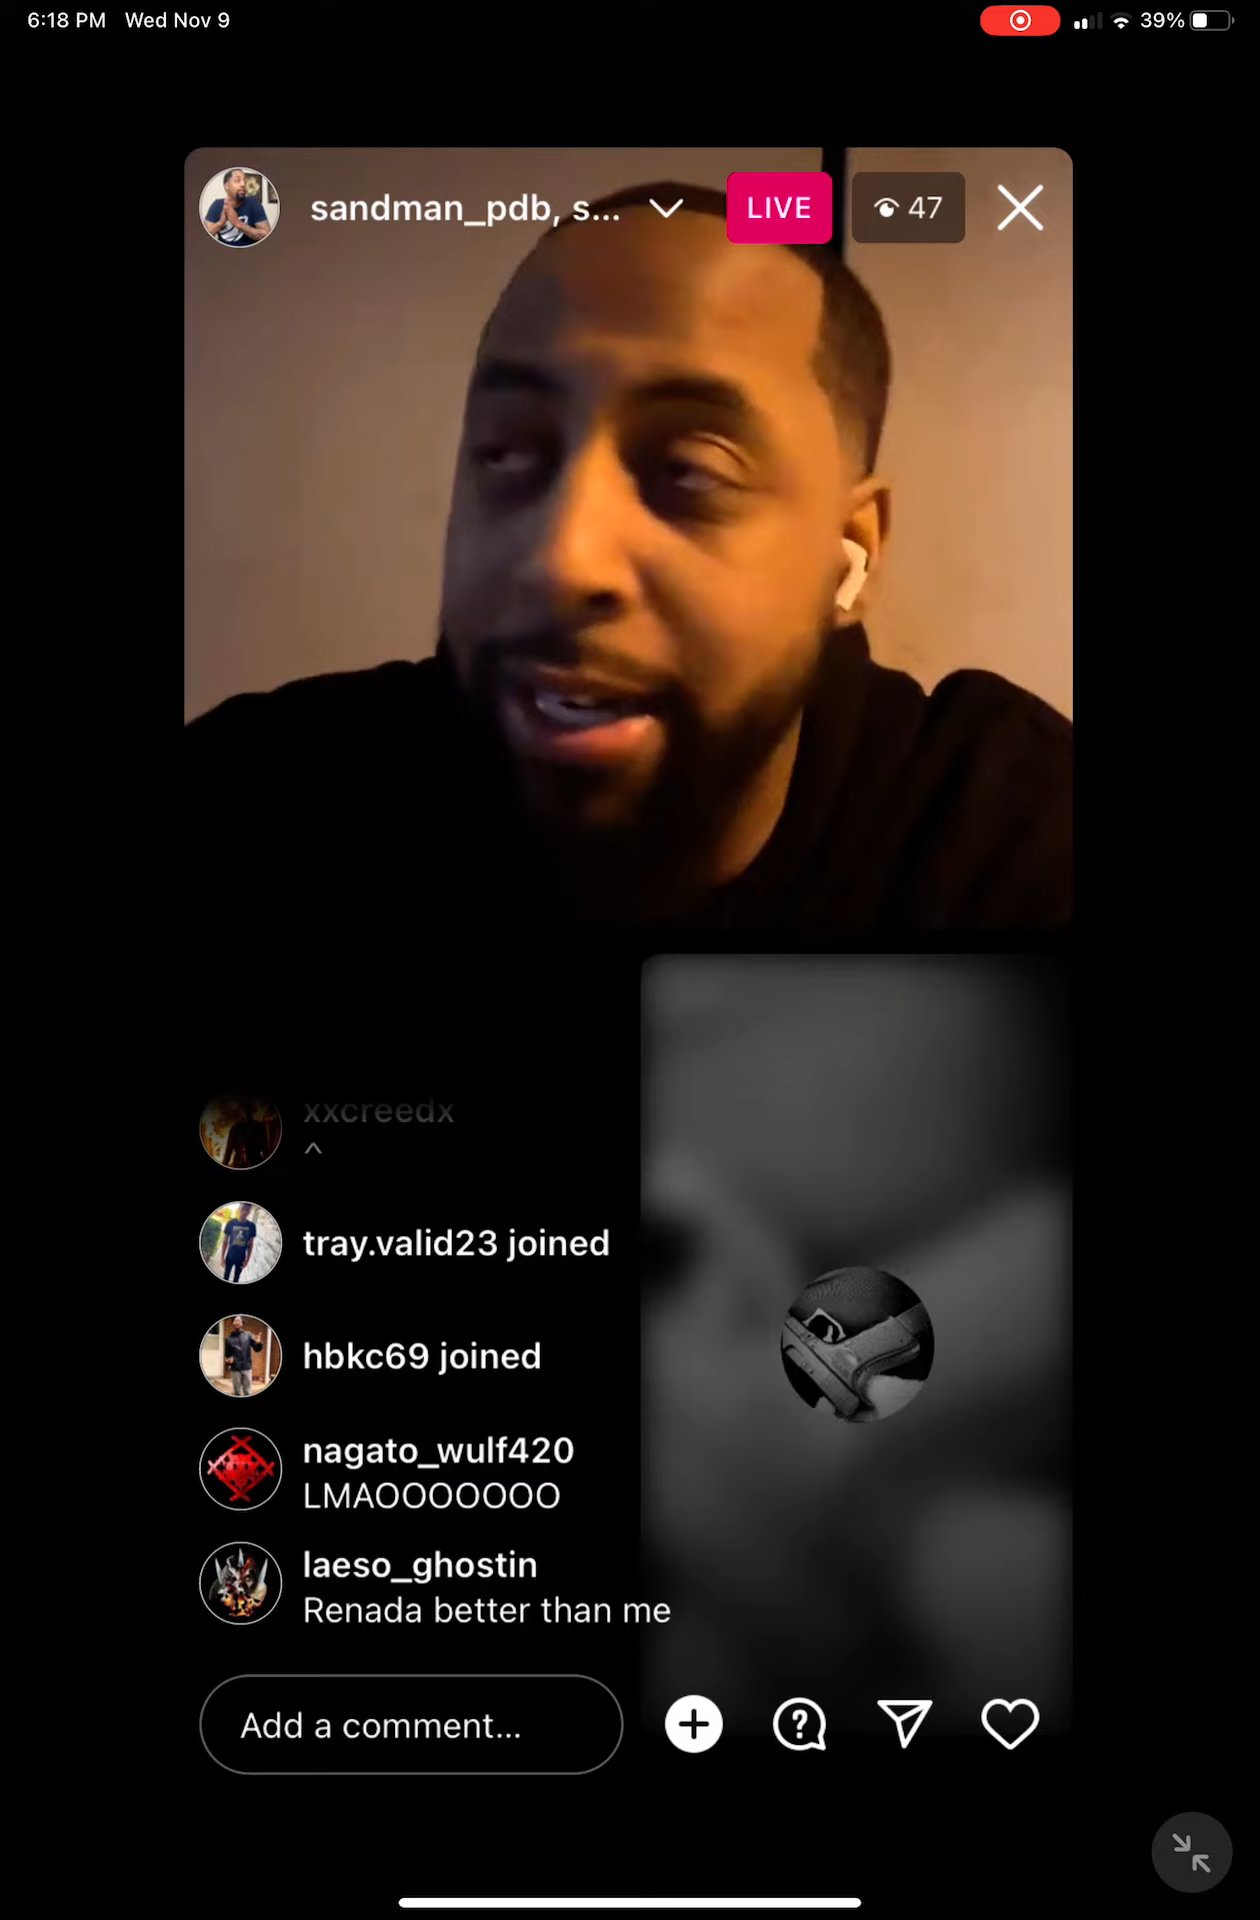 6:18 PM Wed Nov 9 39%
sandman_pdb, s... LIVE 47
xxcreedx
^
tray.valid23 joined
hbkc69 joined
nagato_wulf420
LMAOOOOOOO
laeso_ghostin
Renada better than me
Add a comment...